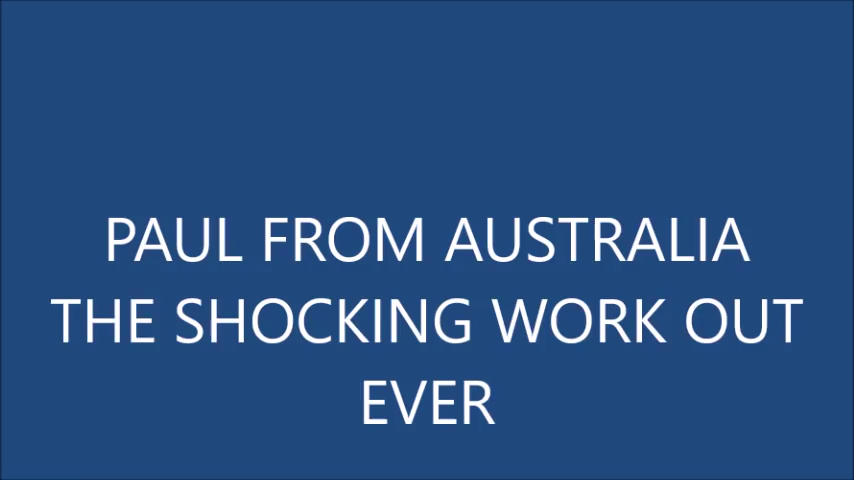 PAUL FROM AUSTRALIA
THE SHOCKING WORK OUT
EVER